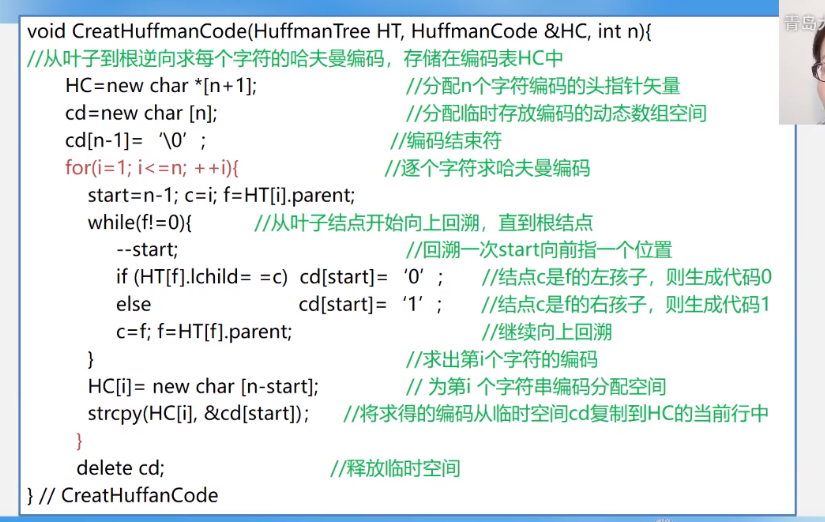 void CreatHuffmanCode(HuffmanTree HT, HuffmanCode &HC, int n){
//从叶子到根逆向求每个字符的哈夫曼编码，存储在编码表HC中
HC=new char *[n+1]; //分配n个字符编码的头指针矢量
cd=new char [n]; //分配临时存放编码的动态数组空间
cd[n-1]= ‘\0’; //编码结束符
for(i=1; i<=n; ++i){ //逐个字符求哈夫曼编码
start=n-1; c=i; f=HT[i].parent;
while(f!=0){ //从叶子结点开始向上回溯，直到根结点
--start; //回溯一次start向前指一个位置
if (HT[f].lchild= =c) cd[start]= ‘0’; //结点c是f的左孩子，则生成代码0
else cd[start]= ‘1’; //结点c是f的右孩子，则生成代码1
c=f; f=HT[f].parent; //继续向上回溯
} //求出第i个字符的编码
HC[i]= new char [n-start]; // 为第i 个字符串编码分配空间
strcpy(HC[i], &cd[start]); //将求得的编码从临时空间cd复制到HC的当前行中
}
delete cd; //释放临时空间
} // CreatHuffanCode
青岛